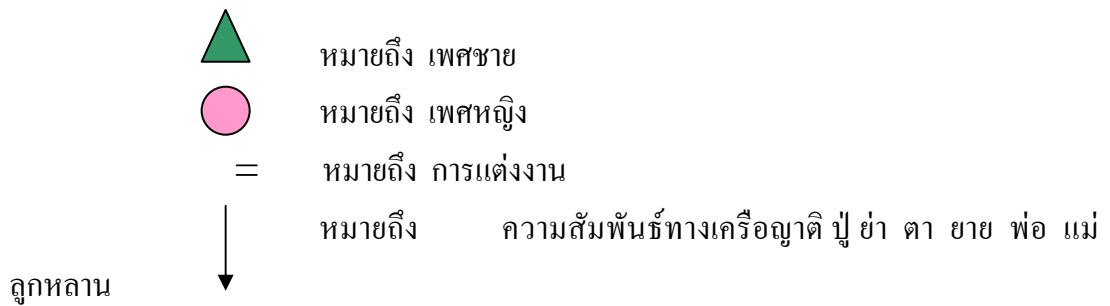 หมายถึง เพศชาย
หมายถึง เพศหญิง
= หมายถึง การแต่งงาน
หมายถึง ความสัมพันธ์ทางเครือญาติ ปู่ ย่า ตา ยาย พ่อ แม่
ลูกหลาน